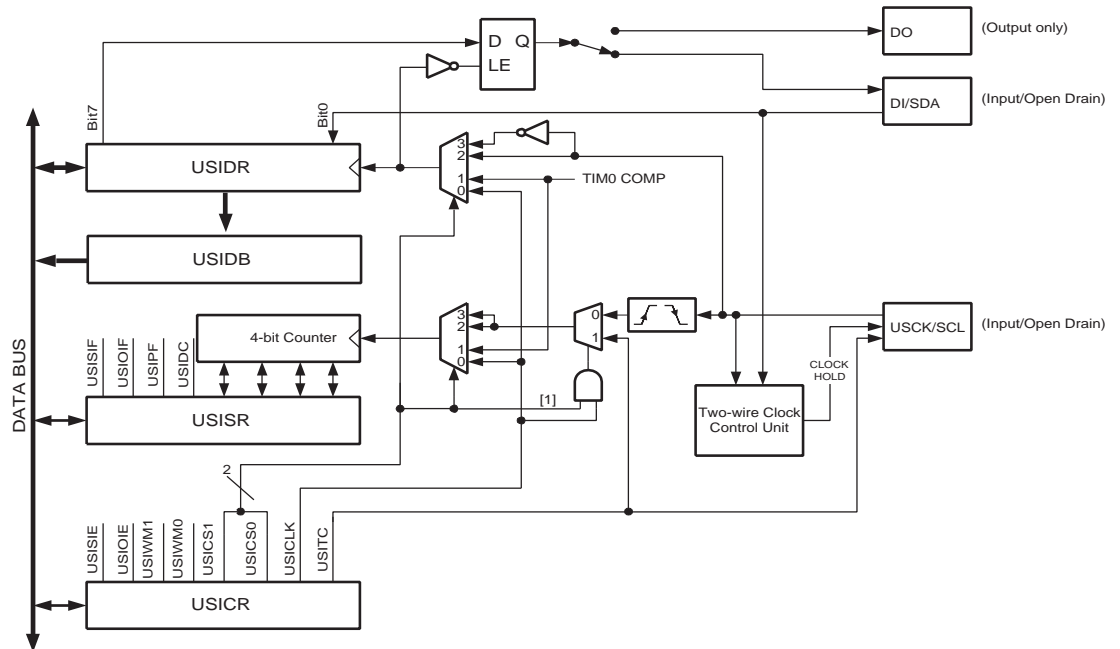 DO
(Output only)
D Q
LE
DI/SDA
(Input/Open Drain)
Bit7
Bit0
3
2
1
0
TIM0 COMP
USIDR
USIDB
DATA BUS
4-bit Counter
3
2
1
0
0
1
USCK/SCL
(Input/Open Drain)
CLOCK
HOLD
USISIF
USIOIF
USIPF
USIDC
[1]
USISR
Two-wire Clock
Control Unit
2
USISIE
USIOIE
USIWM1
USIWM0
USICS1
USICS0
USICLK
USITC
USICR